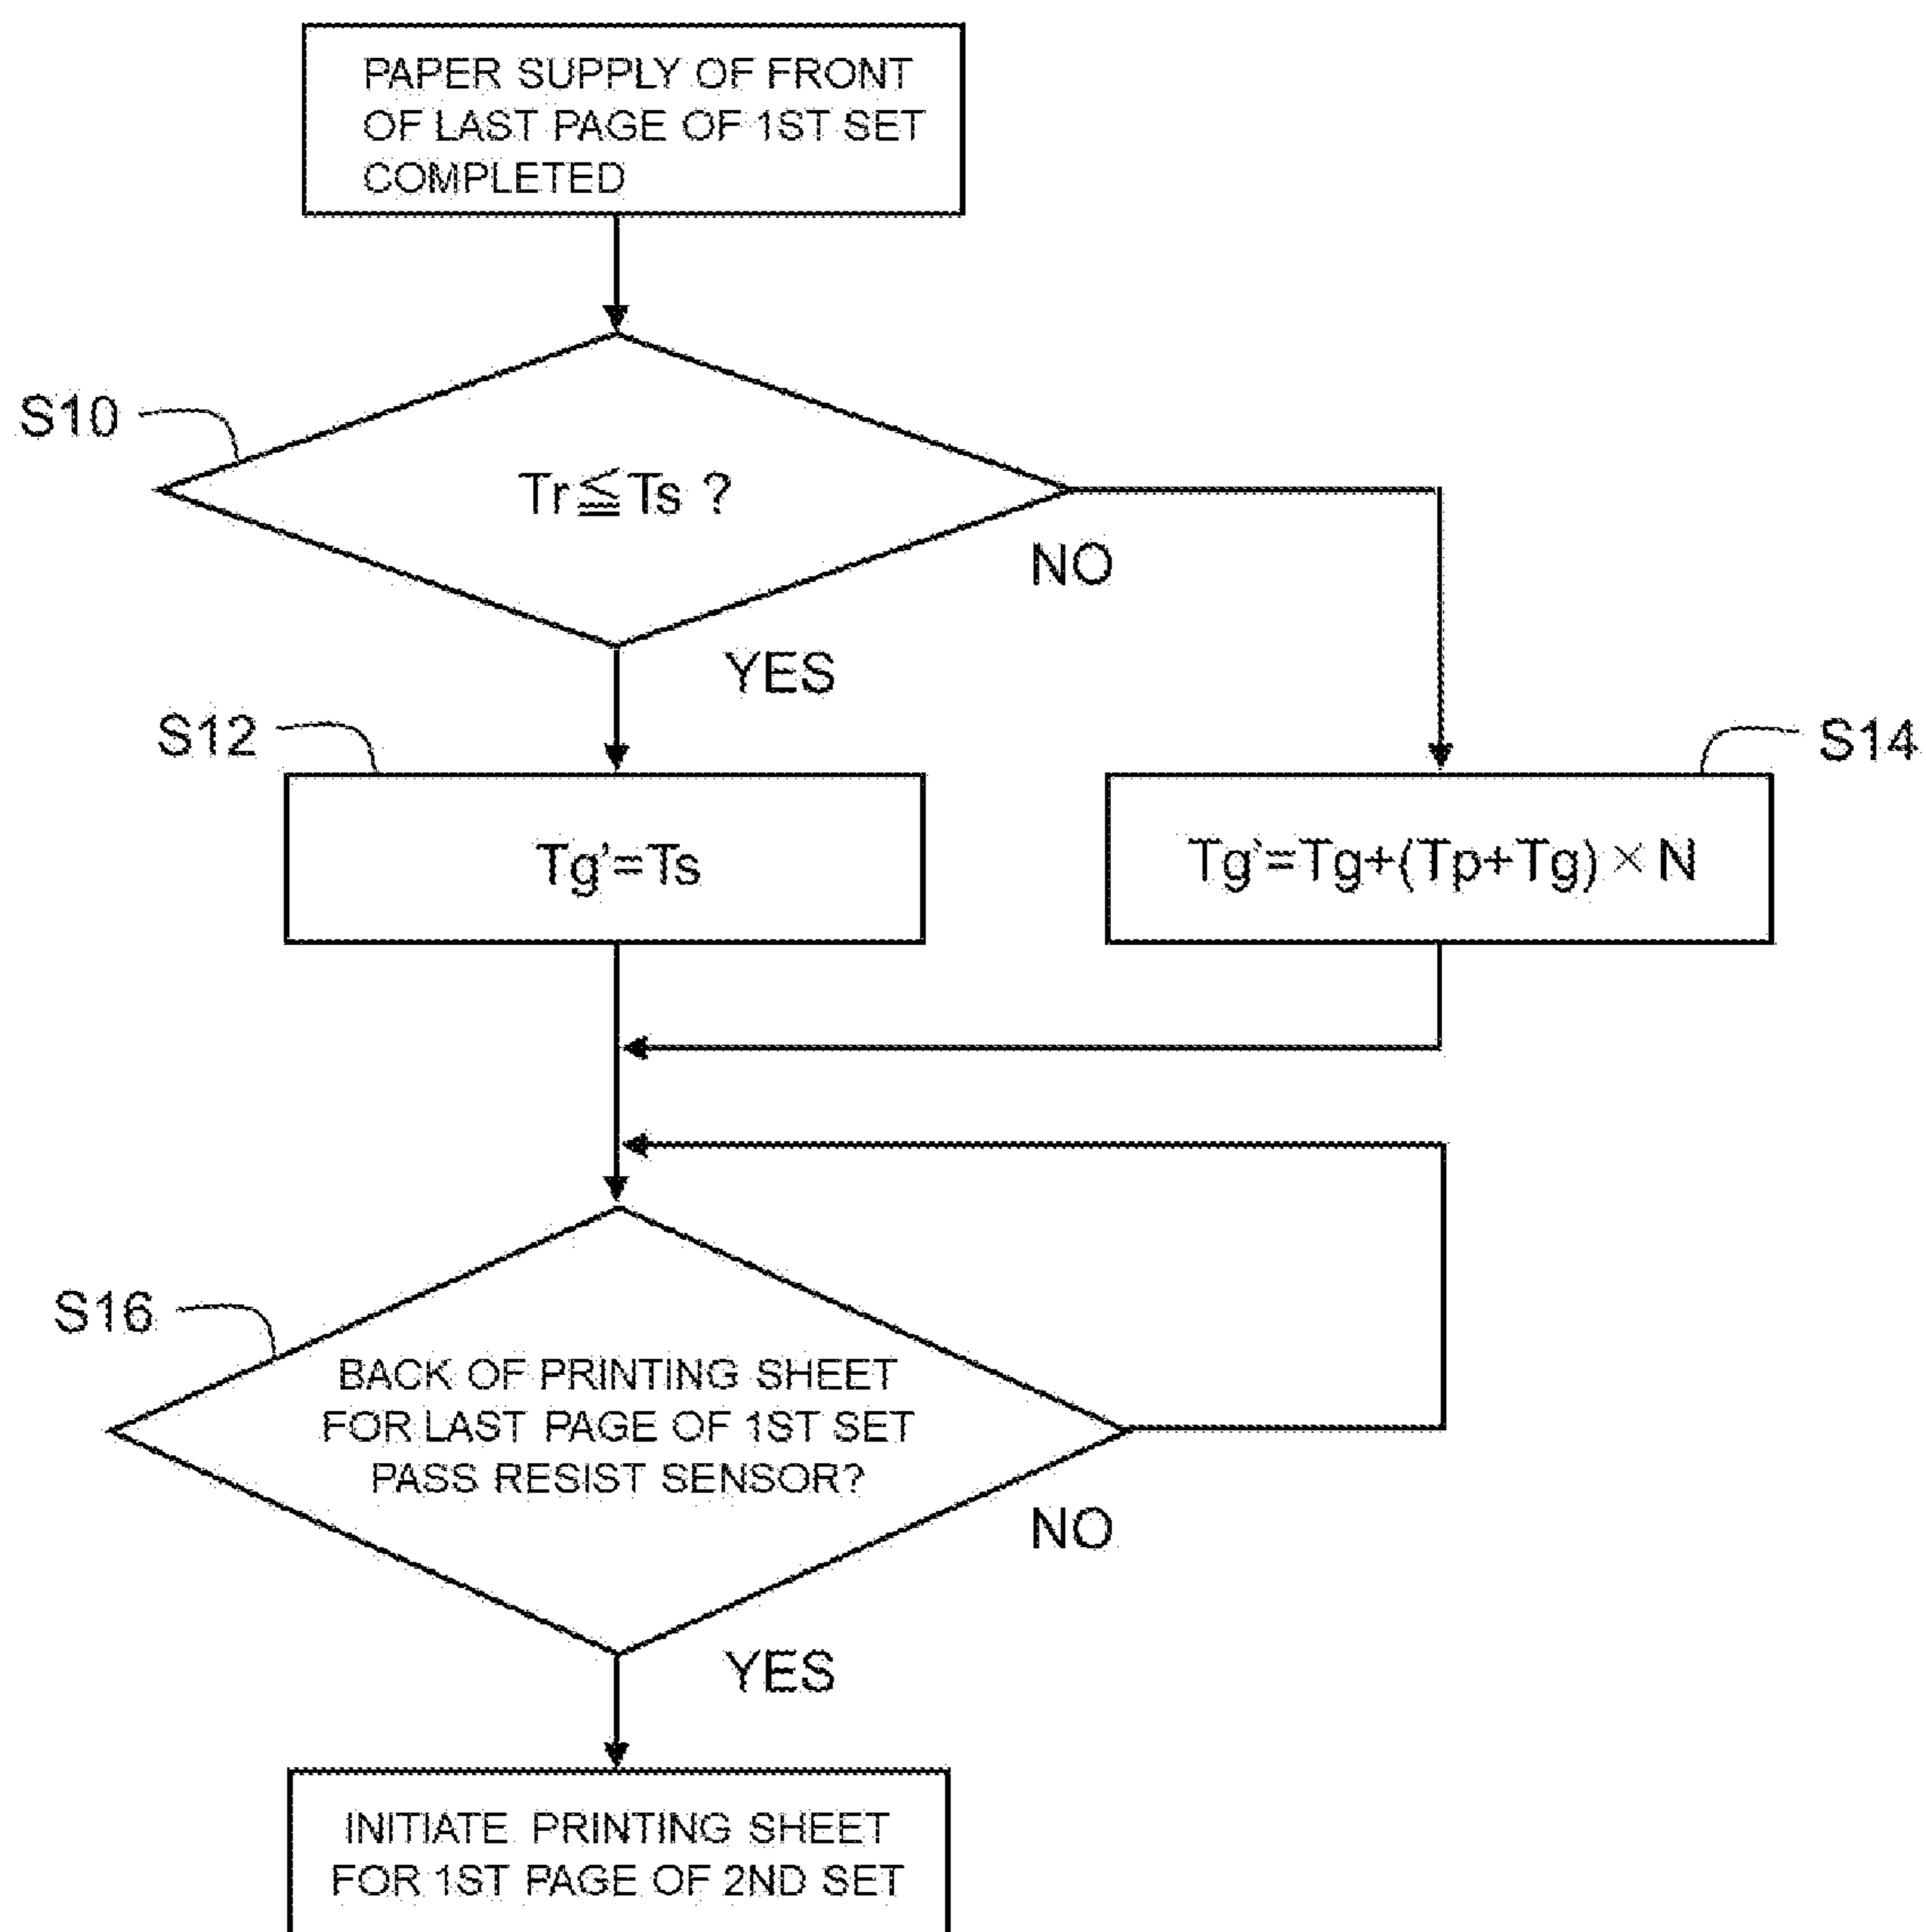 PAPER SUPPLY OF FRONT
OF LAST PAGE OF 1ST SET
COMPLETED
S10
Tr≦Ts ?
NO
YES
S12
S14
Tg'=Ts
Tg`=Tg+(Tp+Tg)×N
S16
BACK OF PRINTING SHEET
FOR LAST PAGE OF 1ST SET
PASS RESIST SENSOR?
NO
YES
INITIATE PRINTING SHEET
FOR 1ST PAGE OF 2ND SET